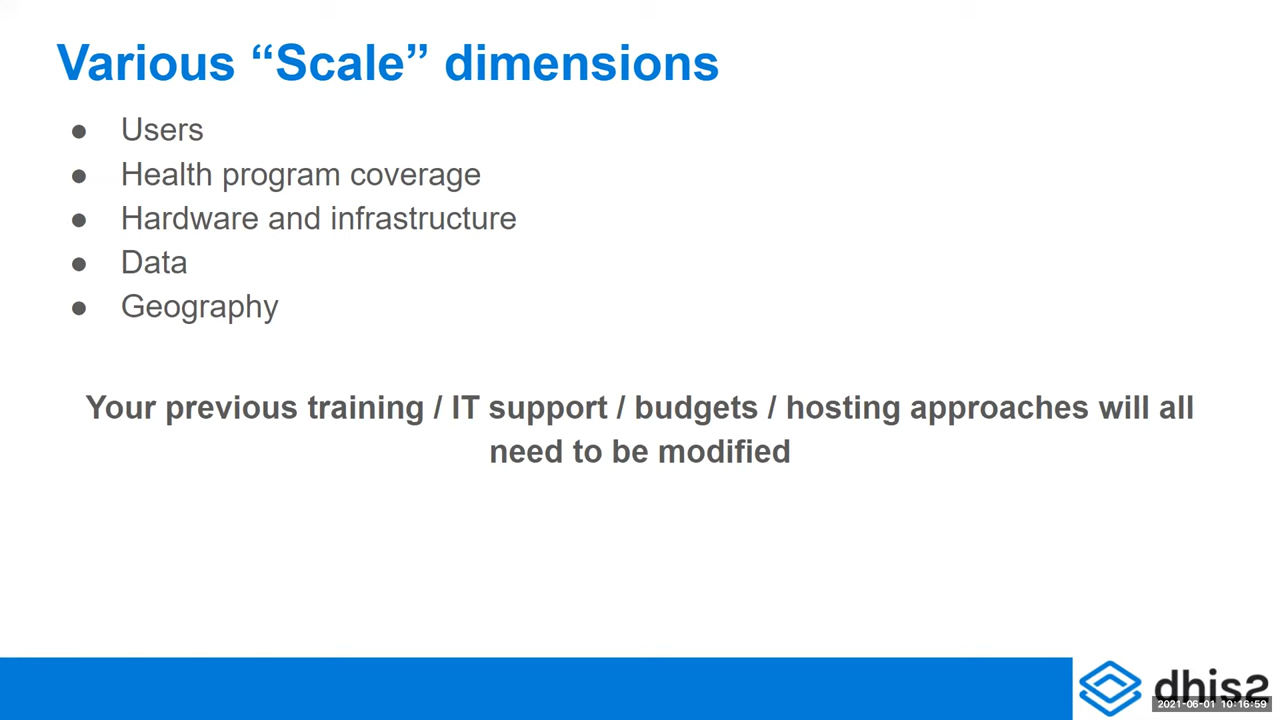 Various “Scale” dimensions
● Users
● Health program coverage
● Hardware and infrastructure
● Data
● Geography
Your previous training / IT support / budgets / hosting approaches will all
need to be modified
dhis2
2021-06-01 10:16:59